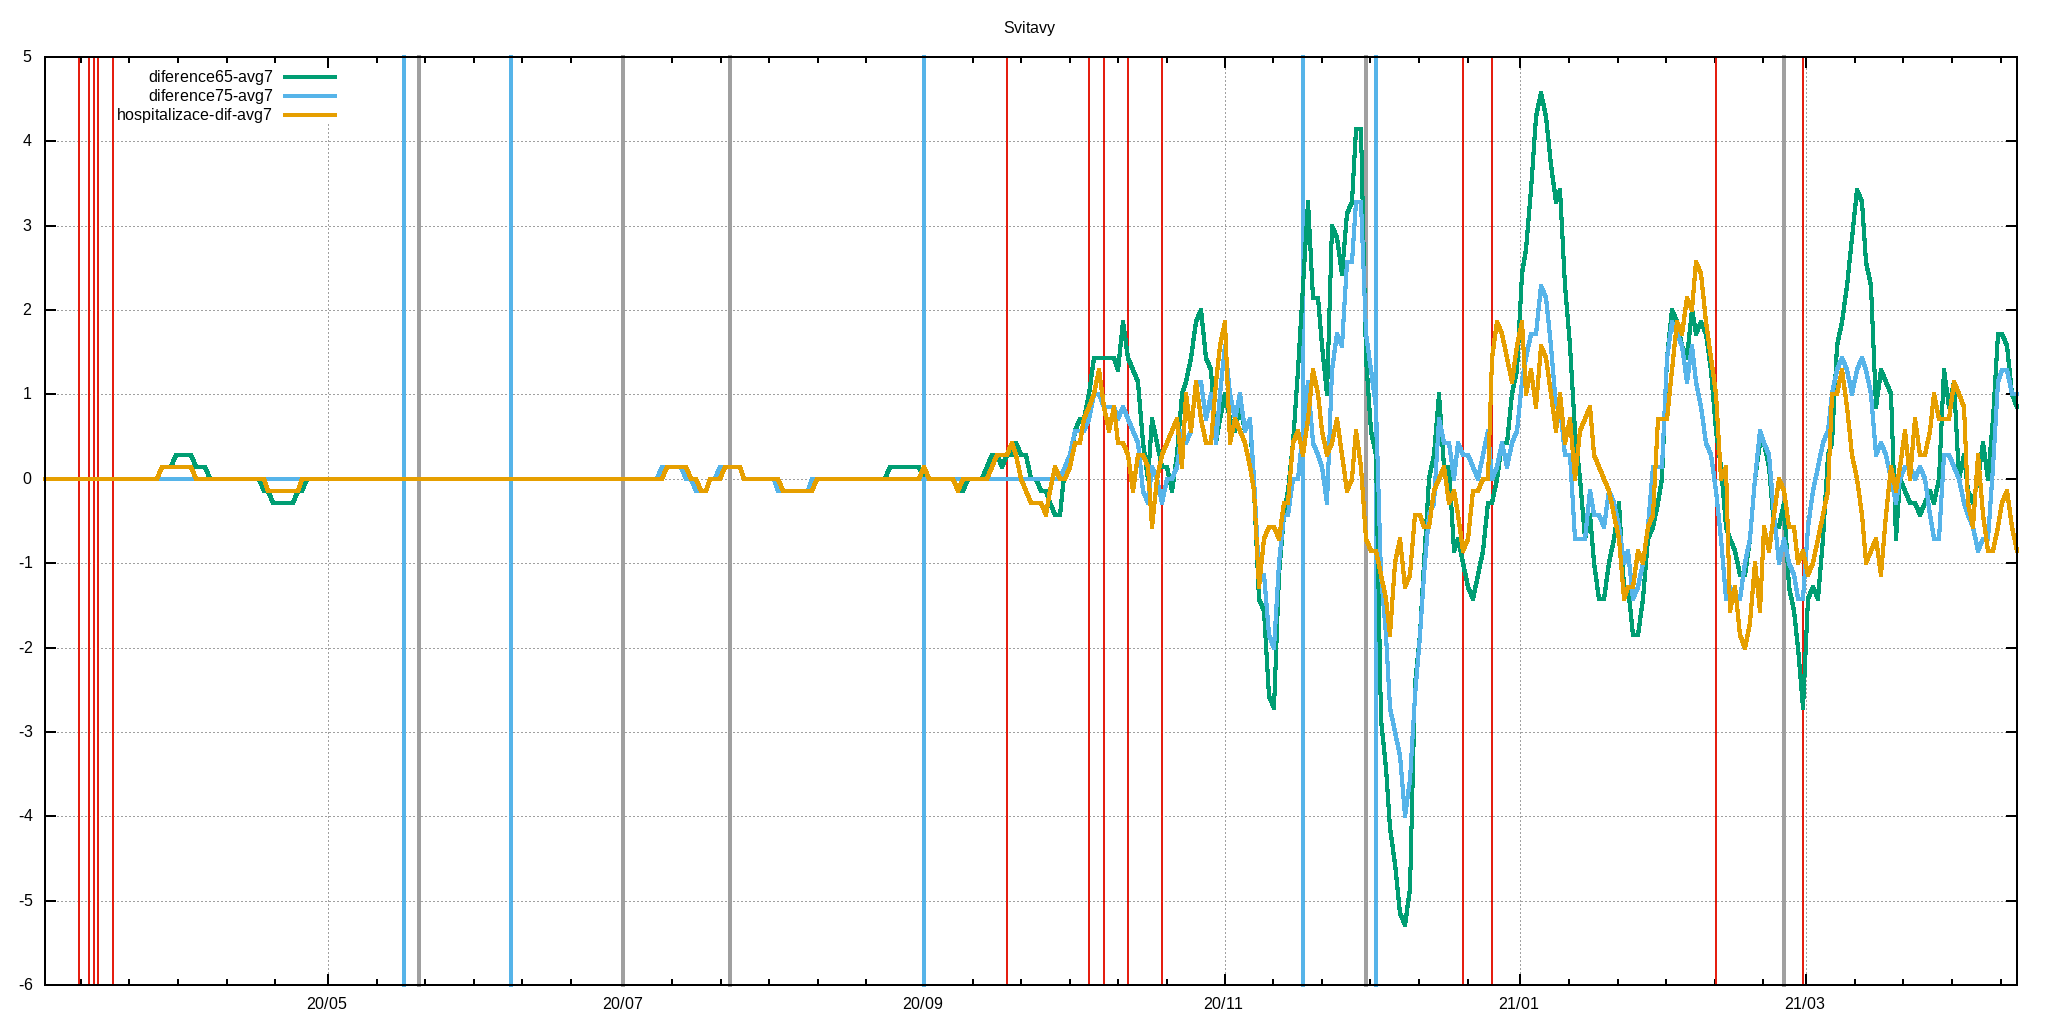 Svitavy
5
diference65-avg7
diference75-avg7
hospitalizace-dif-avg7
4
3
2
1
0
-1
-2
-3
-4
-5
-6
20/05 20/07 20/09 20/11 21/01 21/03